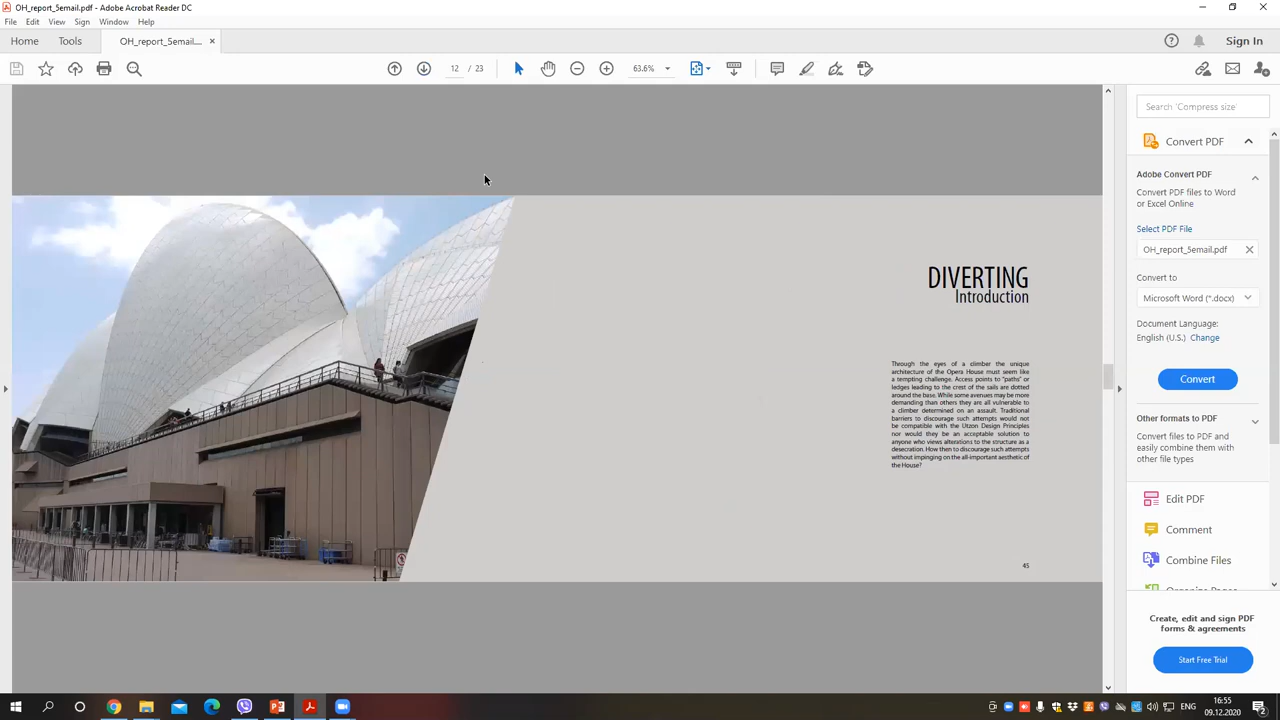 OH_report_5email.pdf - Adobe Acrobat Reader DC
File Edit View Sign Window Help
Home Tools OH_report_5email.... × Sign In
12 / 23 63.6%
DIVERTING
Introduction
Through the eyes of a climber the unique
architecture of the Opera House must seem like
a tempting challenge. Access points to "paths" or
ledges leading to the crest of the sails are dotted
around the base. While some avenues may be more
demanding than others they are all vulnerable to
a climber determined on an assault. Traditional
barriers to discourage such attempts would not
be compatible with the Utzon Design Principles
nor would they be an acceptable solution to
anyone who views alterations to the structure as a
desecration. How then to discourage such attempts
without impinging on the all-important aesthetic of
the House?
45
Search 'Compress size'
Convert PDF
Adobe Convert PDF
Convert PDF files to Word
or Excel Online
Select PDF File
OH_report_5email.pdf
Convert to
Microsoft Word (*.docx)
Document Language:
English (U.S.) Change
Convert
Other formats to PDF
Convert files to PDF and
easily combine them with
other file types
Edit PDF
Comment
Combine Files
Organize Pages
Create, edit and sign PDF
forms & agreements
Start Free Trial
16:55
09.12.2020
2